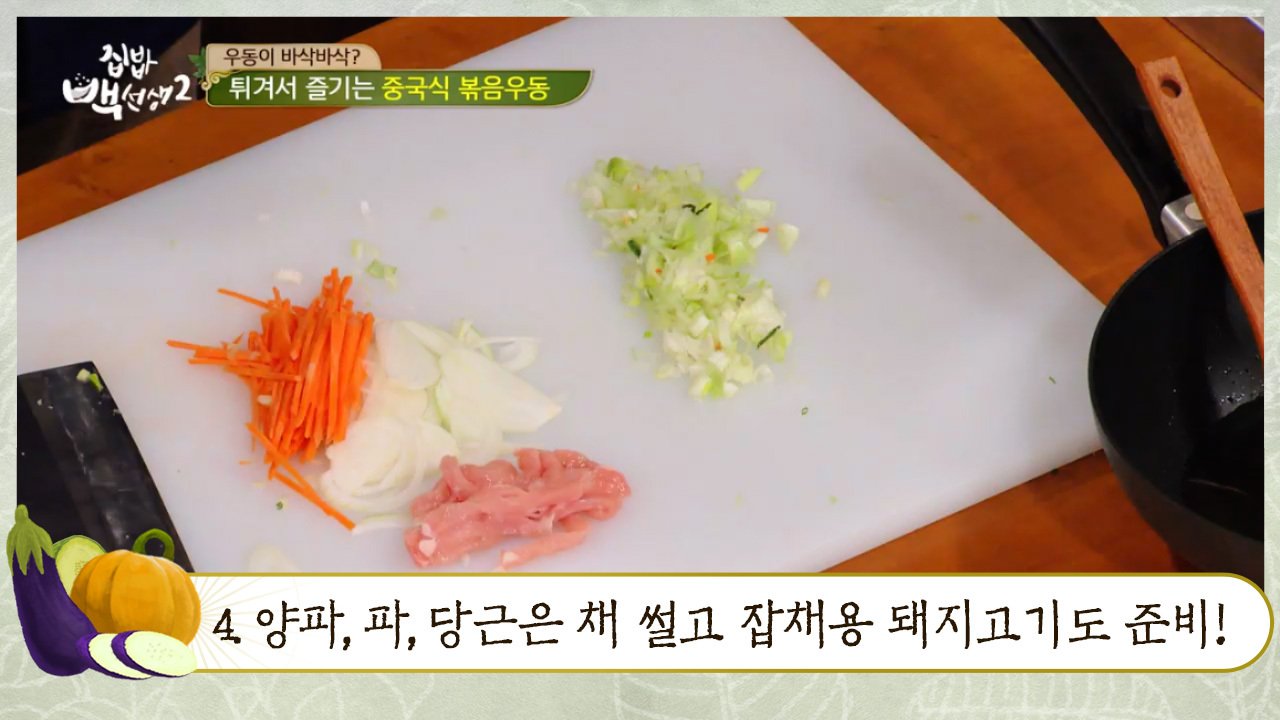 집밥
백선생2
우동이 바삭바삭?
튀겨서 즐기는 중국식 볶음우동
4. 양파, 파, 당근은 채 썰고 잡채용 돼지고기도 준비!